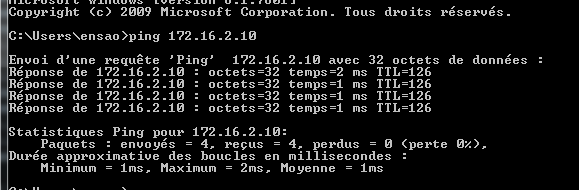 Microsoft Windows [version 6.1.7601]
Copyright (c) 2009 Microsoft Corporation. Tous droits réservés.
C:\Users\ensao>ping 172.16.2.10
Envoi d'une requête 'Ping'  172.16.2.10 avec 32 octets de données :
Réponse de 172.16.2.10 : octets=32 temps=2 ms TTL=126
Réponse de 172.16.2.10 : octets=32 temps=1 ms TTL=126
Réponse de 172.16.2.10 : octets=32 temps=1 ms TTL=126
Réponse de 172.16.2.10 : octets=32 temps=1 ms TTL=126
Statistiques Ping pour 172.16.2.10:
Paquets : envoyés = 4, reçus = 4, perdus = 0 (perte 0%),
Durée approximative des boucles en millisecondes :
Minimum = 1ms, Maximum = 2ms, Moyenne = 1ms